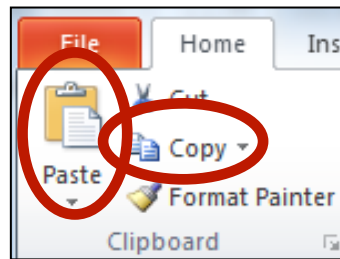 File Home Ins
Cut
Copy
Paste
Format Painter
Clipboard